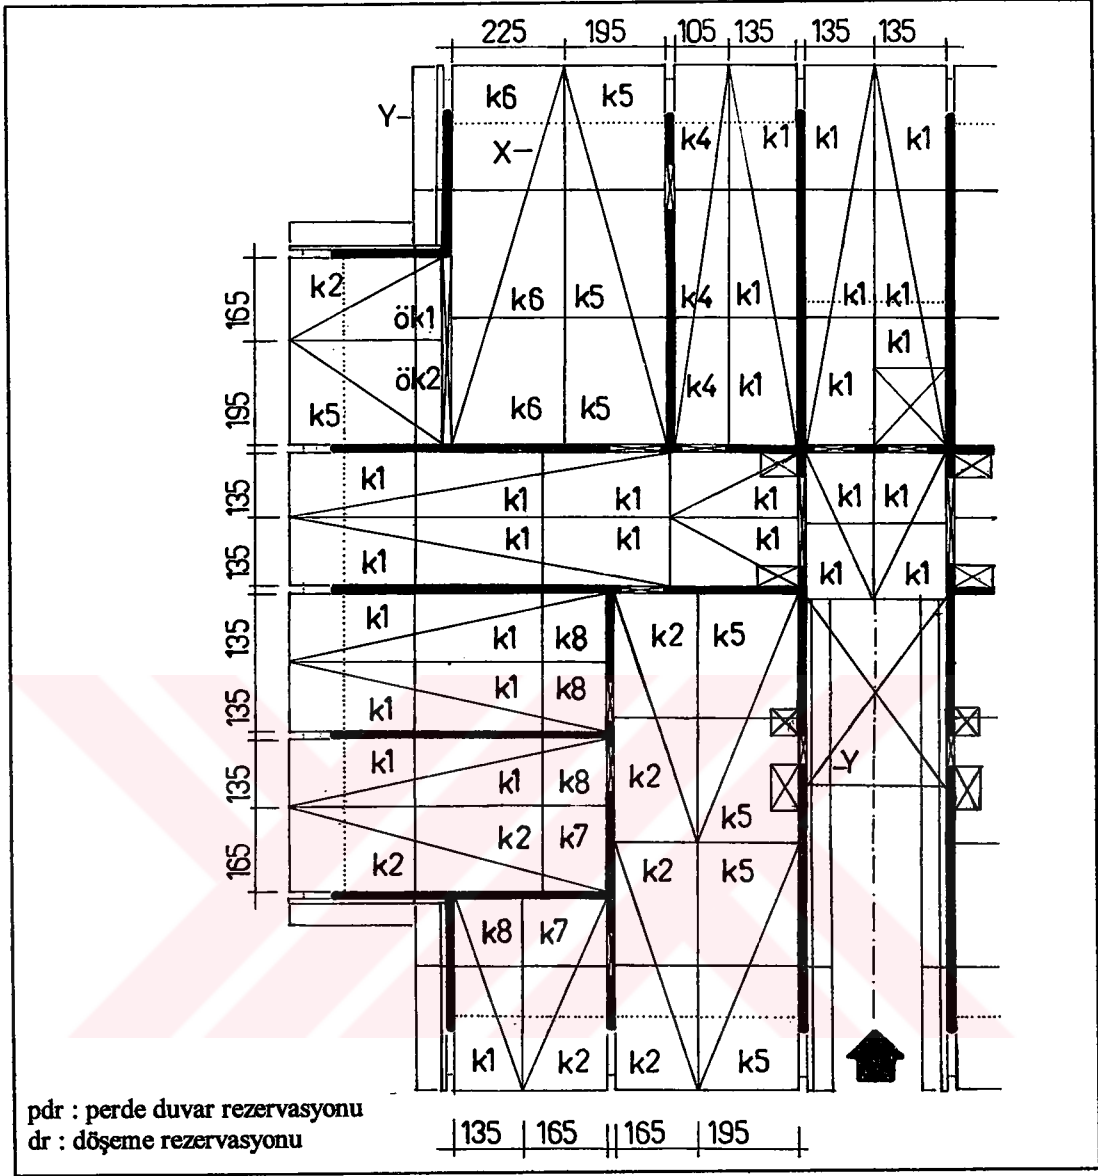 225 195 105 135 135 135
k6 k5
Y-
k4 k1 k1 k1
X-
k2
165
k6 k5 k4 k1 k1 k1
ök1
k1
ök2
195
k5
k6 k5 k4 k1 k1
k1
135
k1 k1 k1 k1 k1
k1 k1 k1
135
k1
k1 k1
k1
135
k1 k8 k2 k5
k1 k8
135
k1
k1
135
k1 k8 k2
-Y
k5
k2 k7
165
k2
k2 k5
k8 k7
k1 k2 k2 k5
pdr : perde duvar rezervasyonu
dr : döşeme rezervasyonu
135 165 165 195